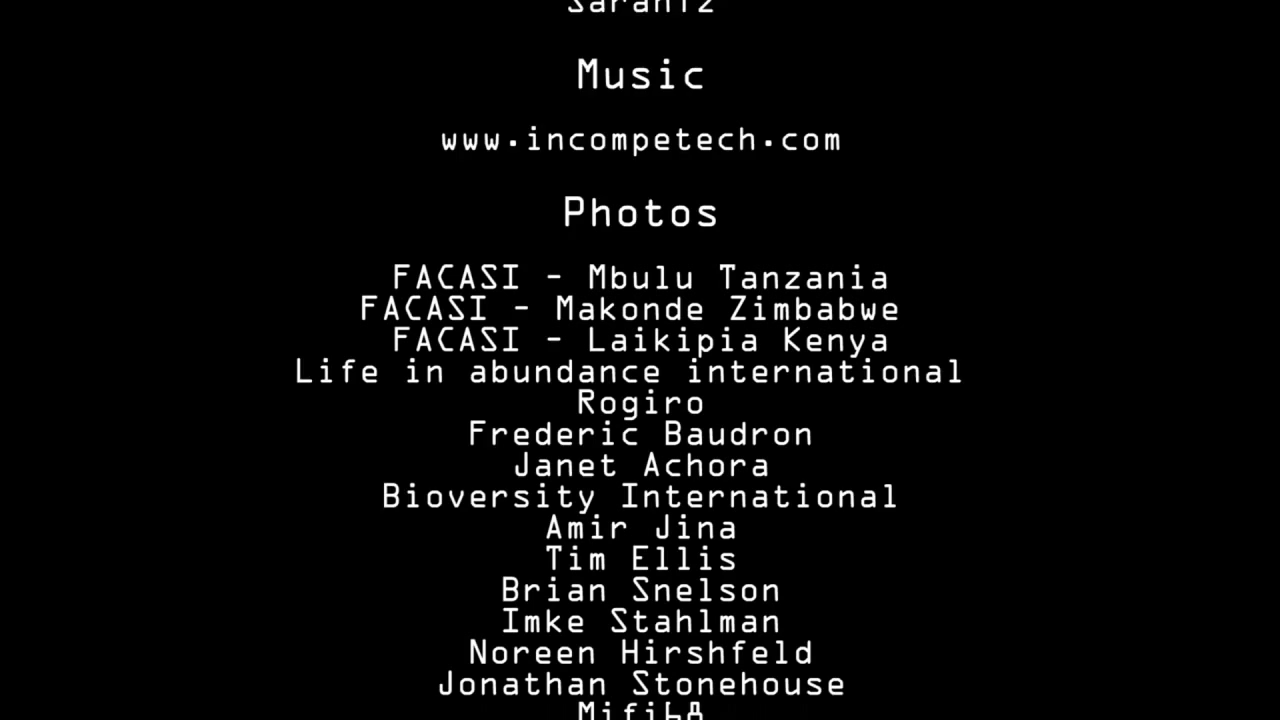 Music
www.incompetech.com
Photos
FACASI - Mbulu Tanzania
FACASI - Makonde Zimbabwe
FACASI - Laikipia Kenya
Life in abundance international
Rogiro
Frederic Baudron
Janet Achora
Bioversity International
Amir Jina
Tim Ellis
Brian Snelson
Imke Stahlman
Noreen Hirshfeld
Jonathan Stonehouse
Mifi68